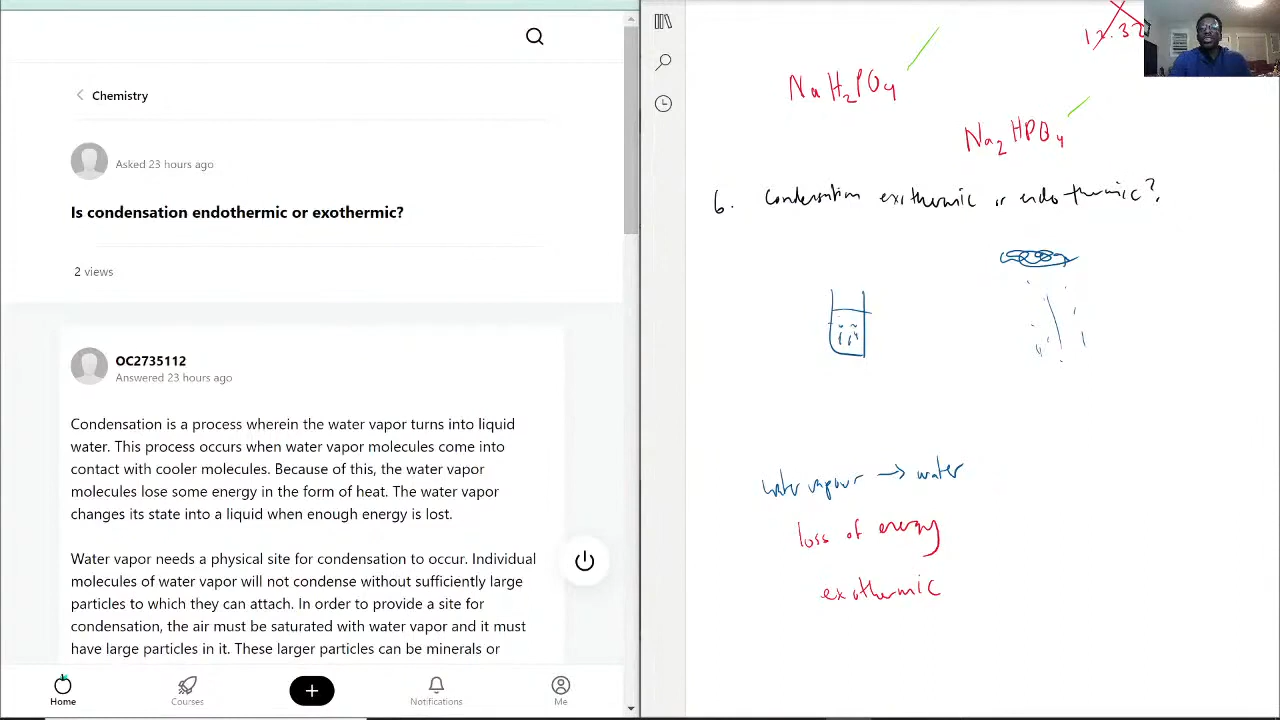 Chemistry
Asked 23 hours ago
Is condensation endothermic or exothermic?
2 views
OC2735112
Answered 23 hours ago
Condensation is a process wherein the water vapor turns into liquid
water. This process occurs when water vapor molecules come into
contact with cooler molecules. Because of this, the water vapor
molecules lose some energy in the form of heat. The water vapor
changes its state into a liquid when enough energy is lost.
Water vapor needs a physical site for condensation to occur. Individual
molecules of water vapor will not condense without sufficiently large
particles to which they can attach. In order to provide a site for
condensation, the air must be saturated with water vapor and it must
have large particles in it. These larger particles can be minerals or
Home
Courses
Notifications
Me
12.32
NaH₂PO₄
Na₂HPO₄
6. Condensation exothermic or endothermic?
water vapour → water
loss of energy
exothermic